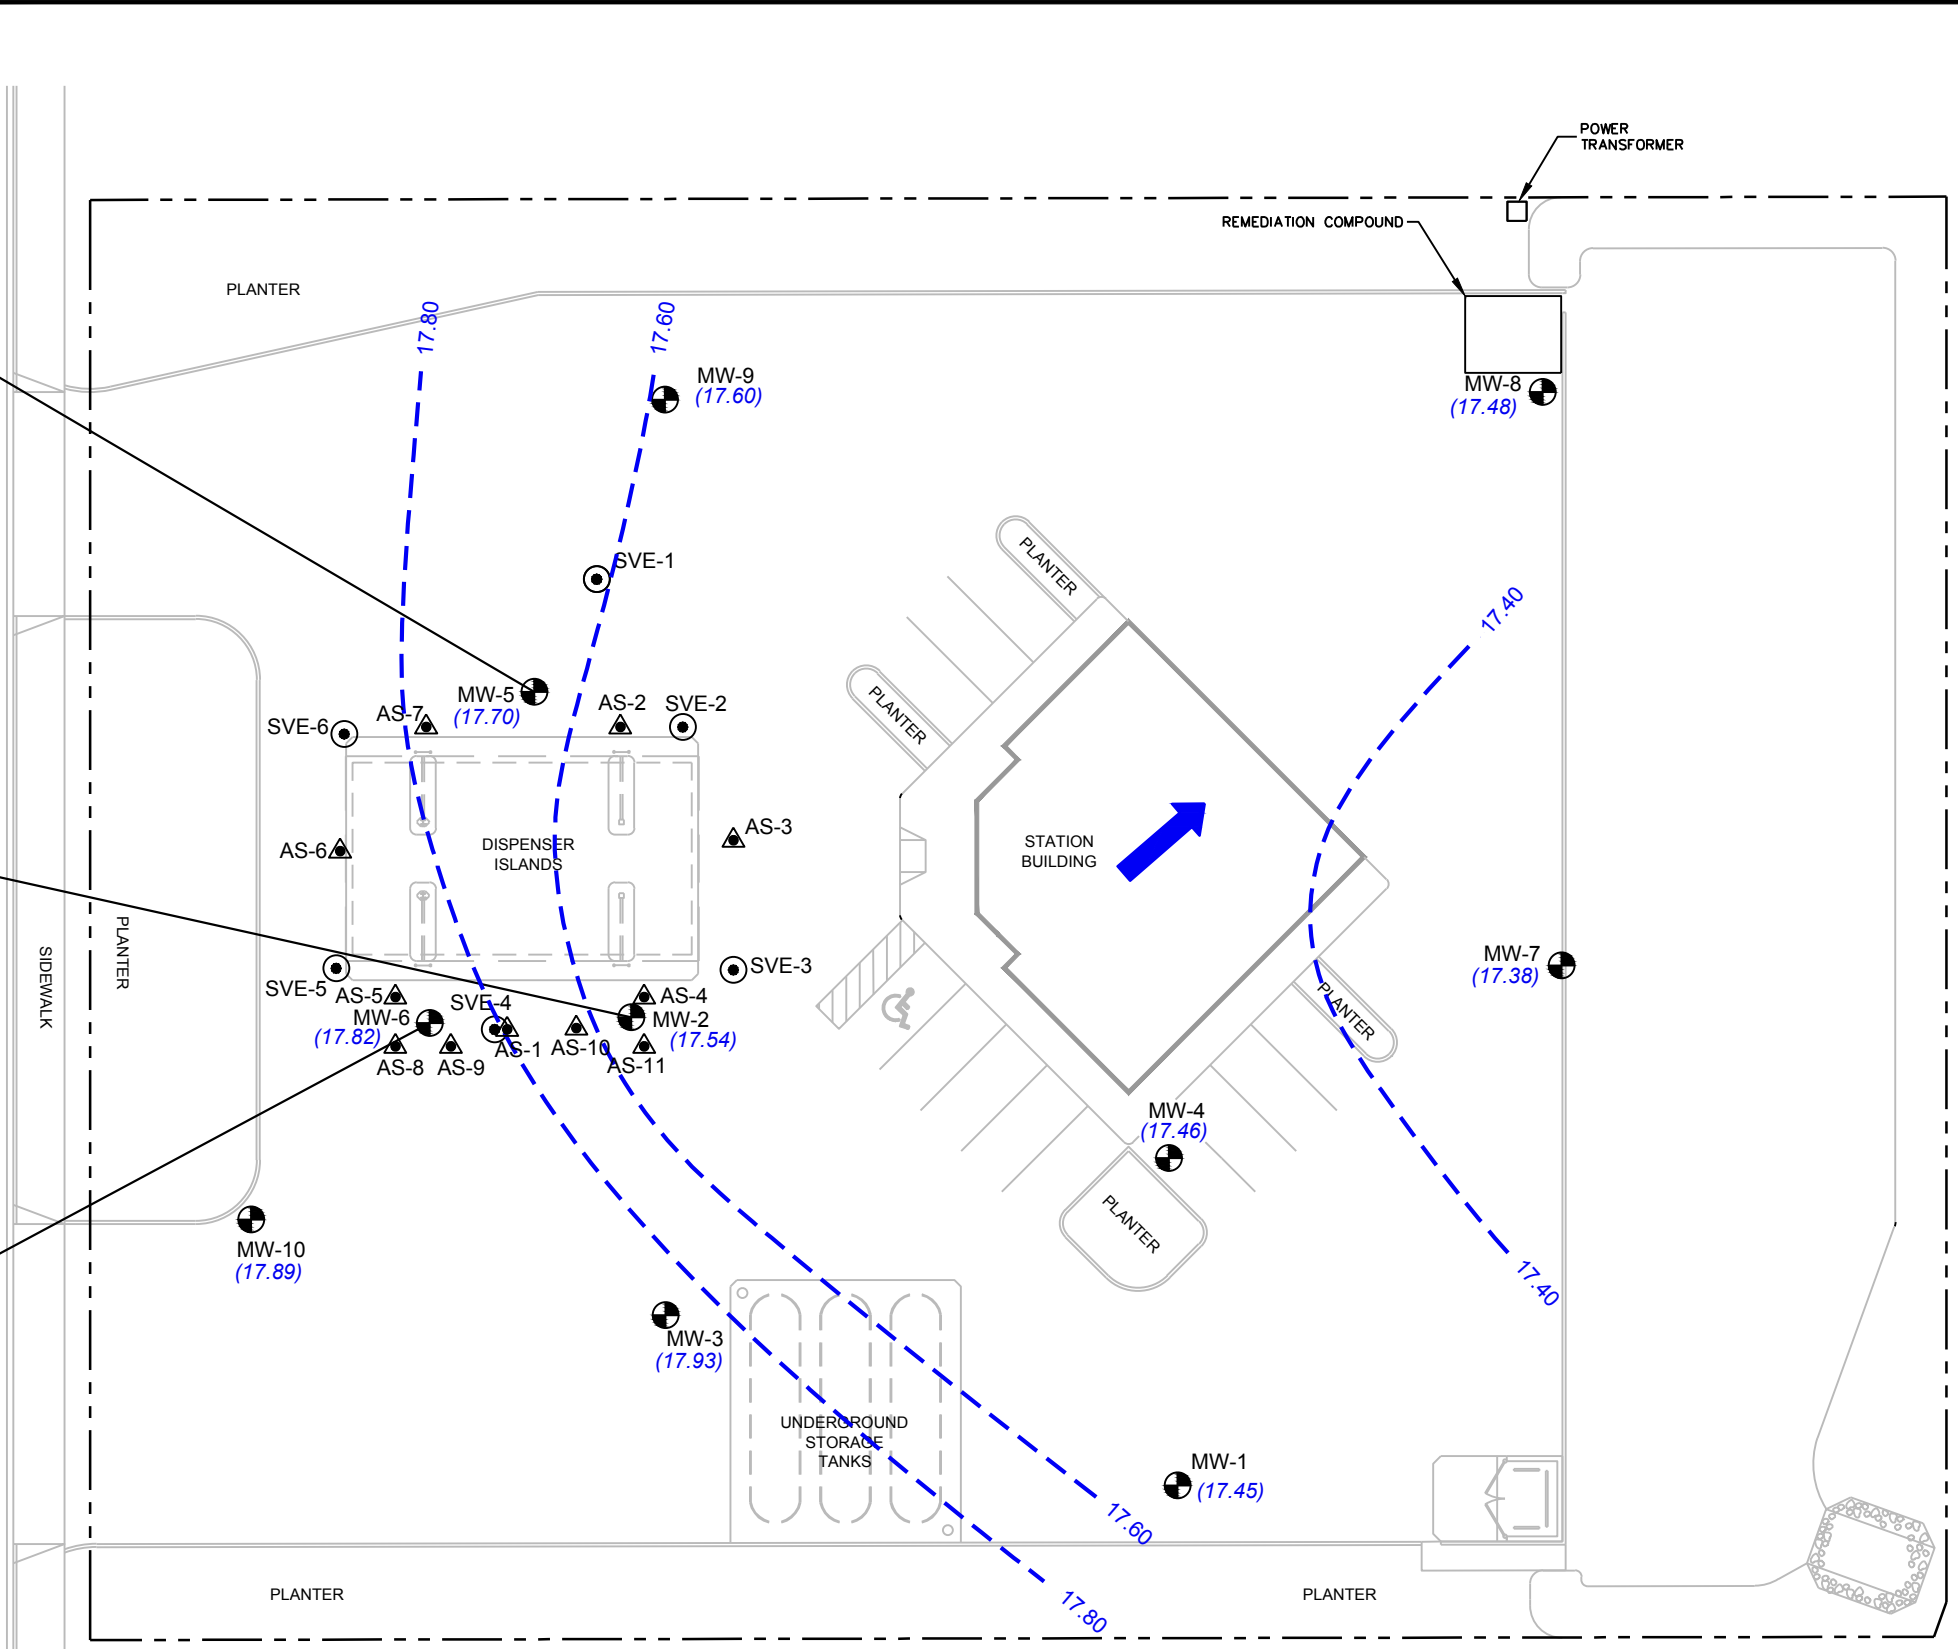 POWER
TRANSFORMER
REMEDIATION COMPOUND
PLANTER
17.80
17.60
MW-9
(17.60)
MW-8
(17.48)
SVE-1
PLANTER
17.40
MW-5
(17.70)
AS-7
AS-2
SVE-2
SVE-6
PLANTER
AS-6
DISPENSER
ISLANDS
AS-3
STATION
BUILDING
SIDEWALK
PLANTER
SVE-5
AS-5
SVE-4
AS-4
SVE-3
MW-7
(17.38)
MW-6
(17.82)
AS-8
AS-9
AS-1
AS-10
AS-11
MW-2
(17.54)
PLANTER
MW-4
(17.46)
PLANTER
MW-10
(17.89)
17.40
MW-3
(17.93)
UNDERGROUND
STORAGE
TANKS
MW-1
(17.45)
17.60
17.80
PLANTER
PLANTER